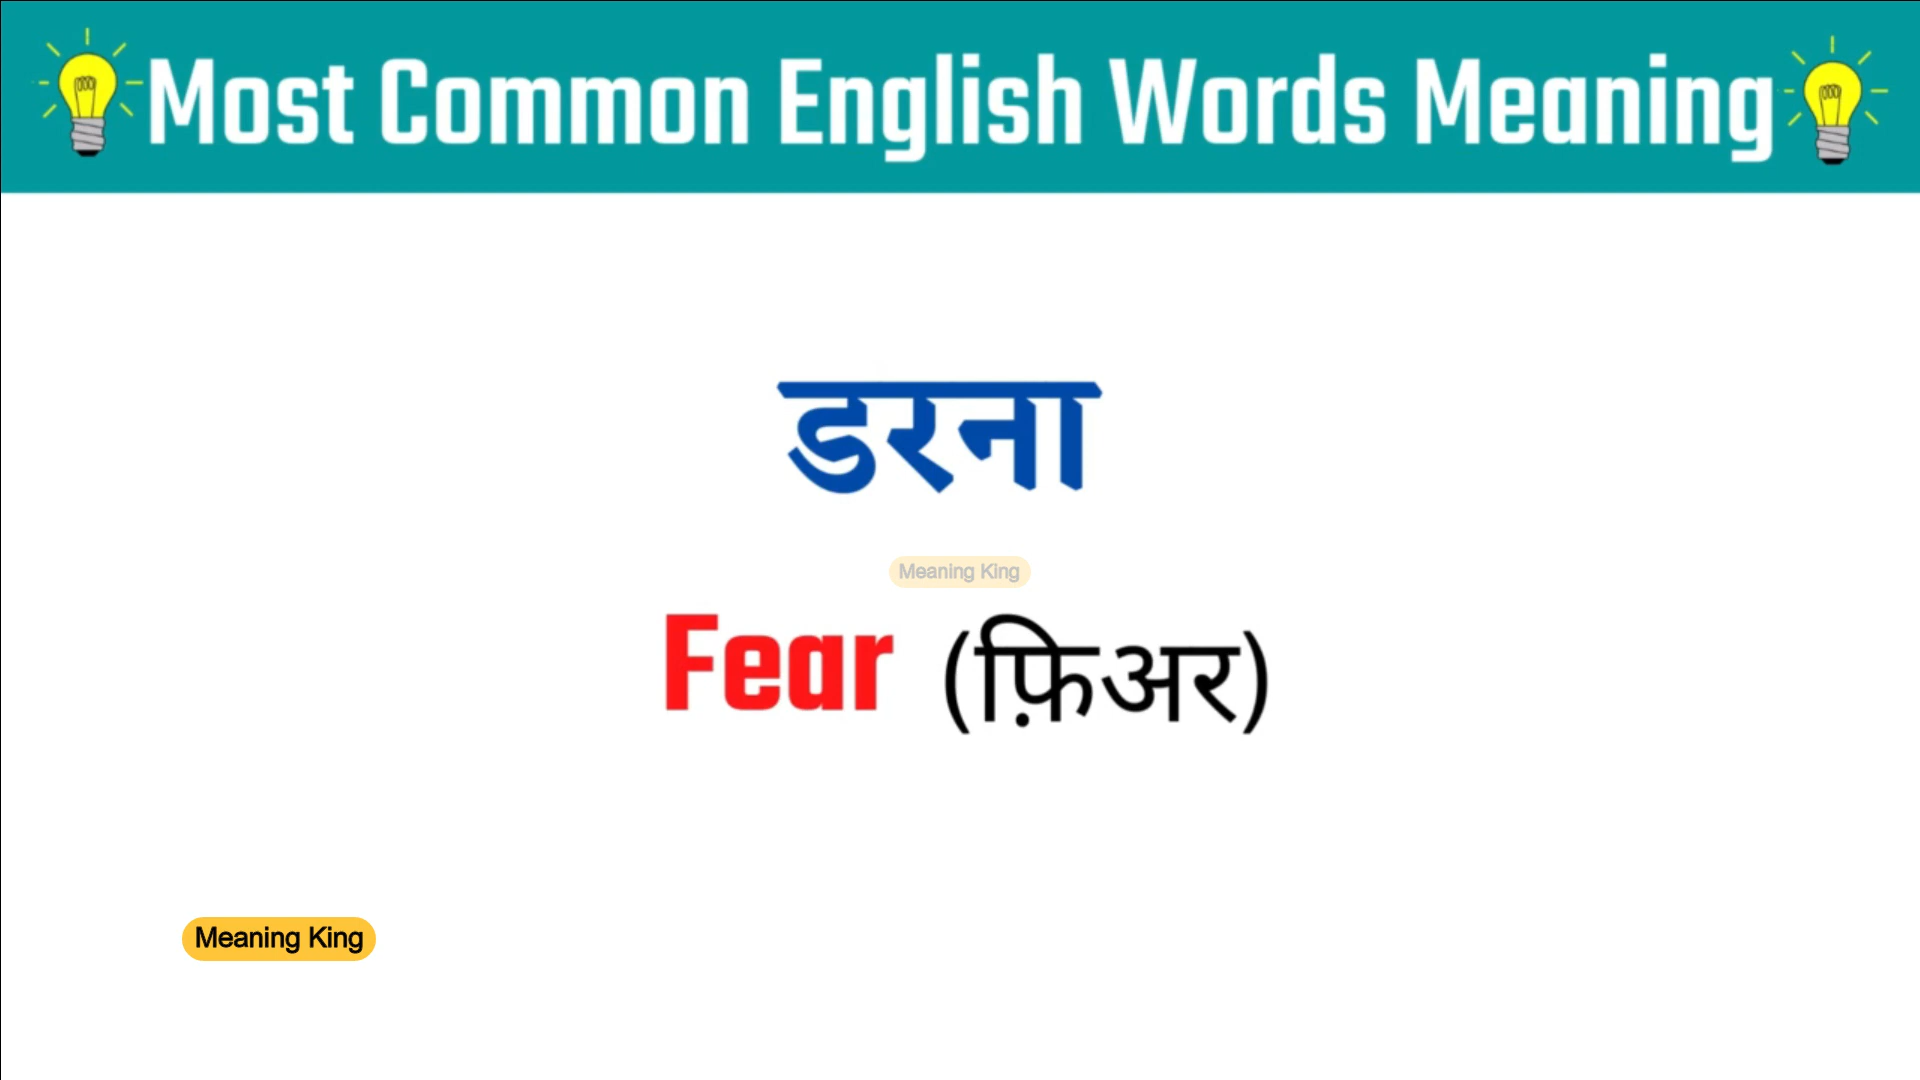 Most Common English Words Meaning
डरना
Meaning King
Fear (फ़िअर)
Meaning King